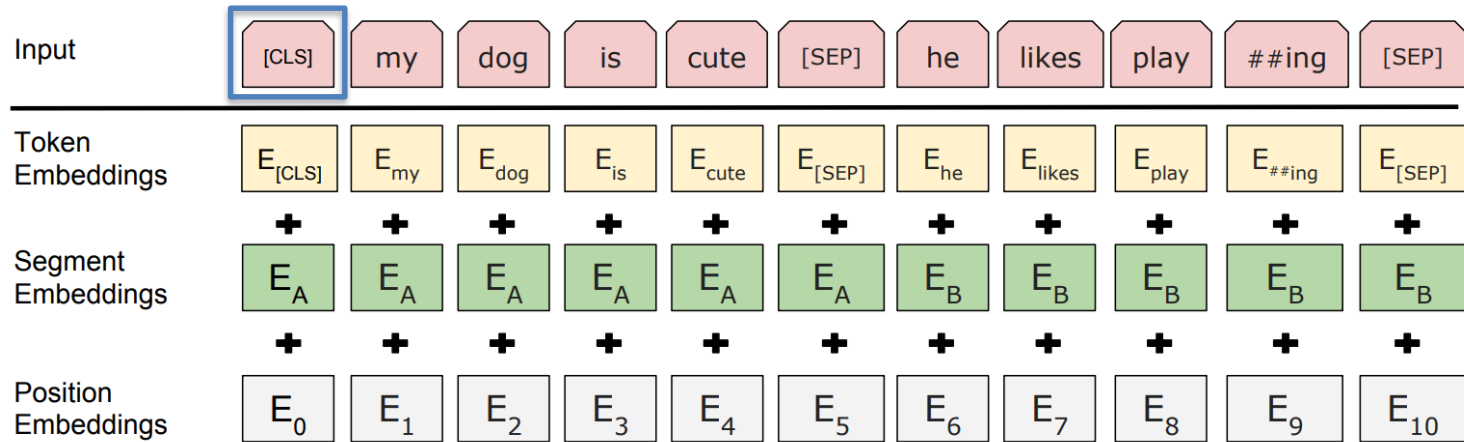 Input [CLS] my dog is cute [SEP] he likes play ##ing [SEP]
Token
Embeddings E[CLS] Emy Edog Eis Ecute E[SEP] Ehe Elikes Eplay E##ing E[SEP]
+ + + + + + + + + + +
Segment
Embeddings EA EA EA EA EA EA EB EB EB EB EB
+ + + + + + + + + + +
Position
Embeddings E0 E1 E2 E3 E4 E5 E6 E7 E8 E9 E10